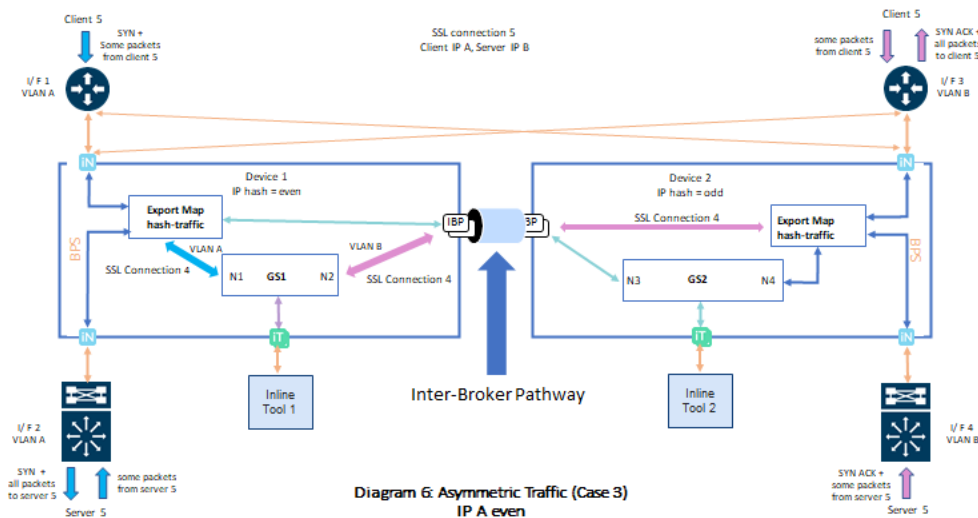 Client 5
SYN +
Some packets
from client 5
I/ F 1
VLAN A
SSL connection 5
Client IP A, Server IP B
Client 5
some packets
from client 5
SYN ACK +
all packets
to client 5
I/ F 3
VLAN B
iN
iN
Device 1
IP hash = even
Device 2
IP hash = odd
Export Map
hash-traffic
IBP
BP
SSL Connection 4
Export Map
hash-traffic
BPS
VLAN A
VLAN B
SSL Connection 4
N1
GS1
N2
SSL Connection 4
N3
GS2
N4
BPS
iN
iT
iT
iN
Inline
Tool 1
Inter-Broker Pathway
Inline
Tool 2
I/ F 2
VLAN A
I/ F 4
VLAN B
SYN +
all packets
to server 5
some packets
from server 5
Server 5
SYN ACK +
some packets
from server 5
Server 5
Diagram 6: Asymmetric Traffic (Case 3)
IP A even